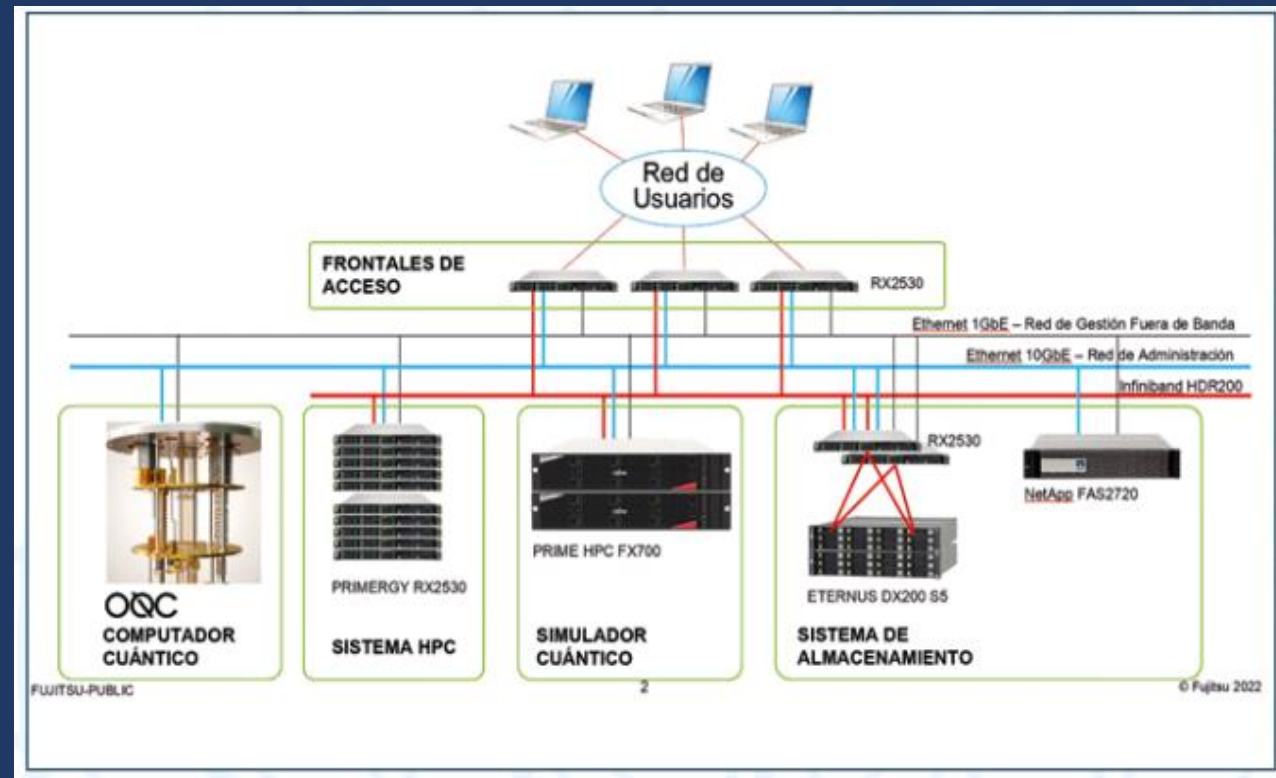 Red de
Usuarios
FRONTALES DE
ACCESO
RX2530
Ethernet 1GbE – Red de Gestión Fuera de Banda
Ethernet 10GbE – Red de Administración
Infiniband HDR200
RX2530
NetApp FAS2720
PRIME HPC FX700
PRIMERGY RX2530
ETERNUS DX200 S5
OQC
COMPUTADOR
CUÁNTICO
SISTEMA HPC
SIMULADOR
CUÁNTICO
SISTEMA DE
ALMACENAMIENTO
FUJITSU-PUBLIC
2
© Fujitsu 2022